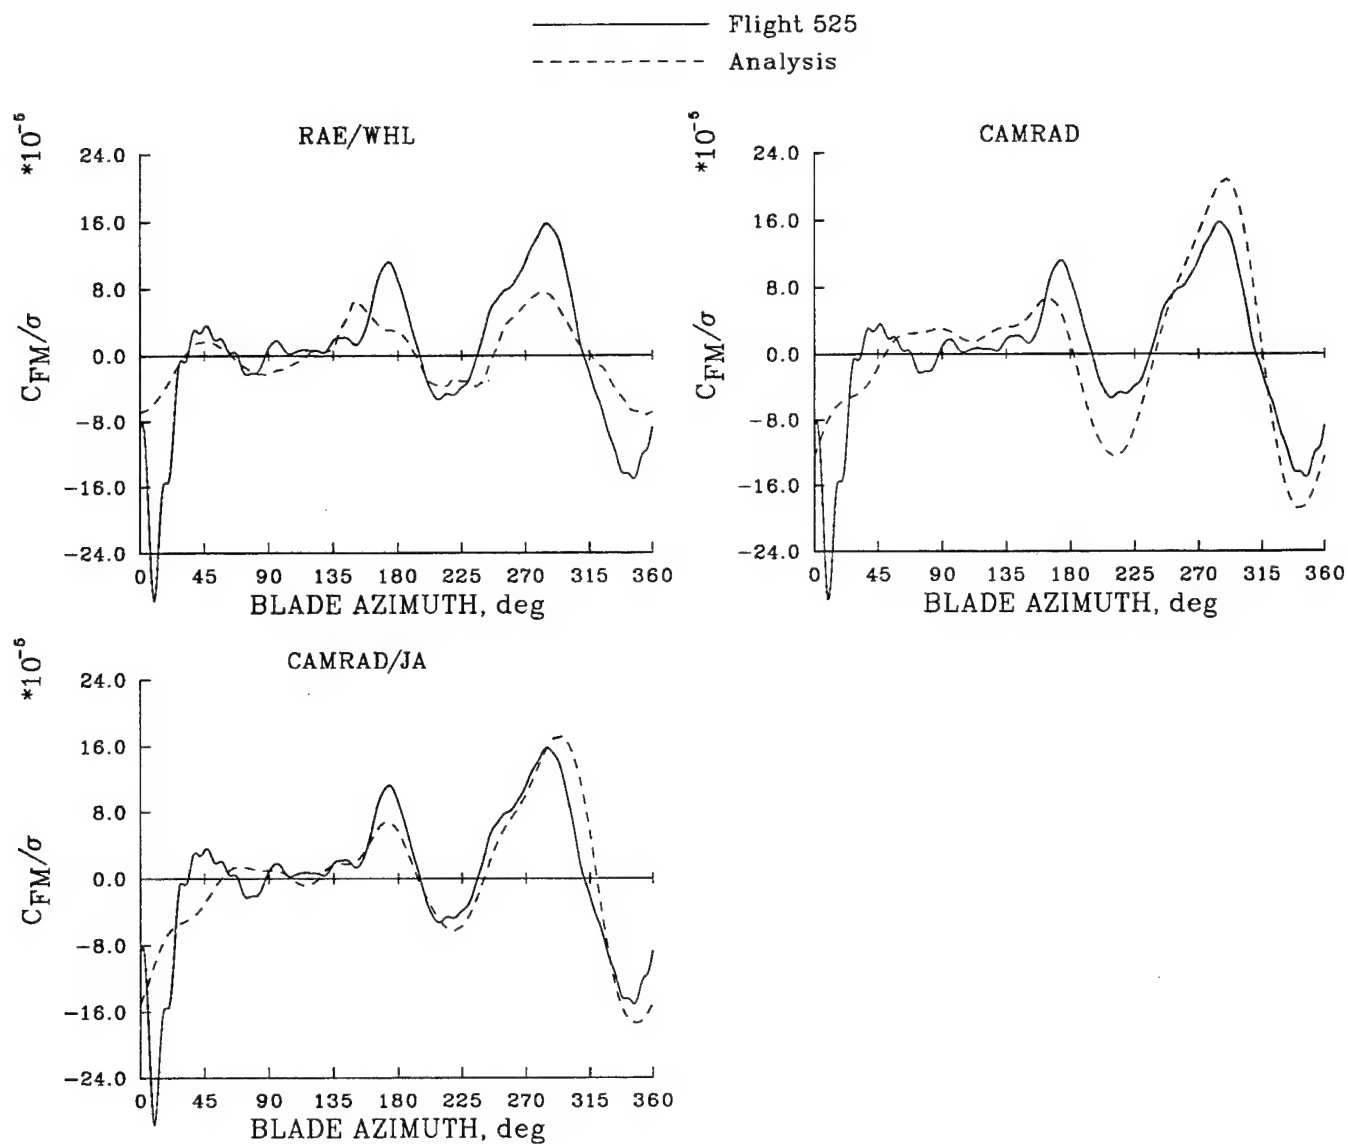 Flight 525
Analysis
RAE/WHL
*10⁻⁵
24.0
16.0
8.0
0.0
-8.0
-16.0
-24.0
C_FM/σ
0 45 90 135 180 225 270 315 360
BLADE AZIMUTH, deg
CAMRAD
*10⁻⁵
24.0
16.0
8.0
0.0
-8.0
-16.0
-24.0
C_FM/σ
0 45 90 135 180 225 270 315 360
BLADE AZIMUTH, deg
CAMRAD/JA
*10⁻⁵
24.0
16.0
8.0
0.0
-8.0
-16.0
-24.0
C_FM/σ
0 45 90 135 180 225 270 315 360
BLADE AZIMUTH, deg